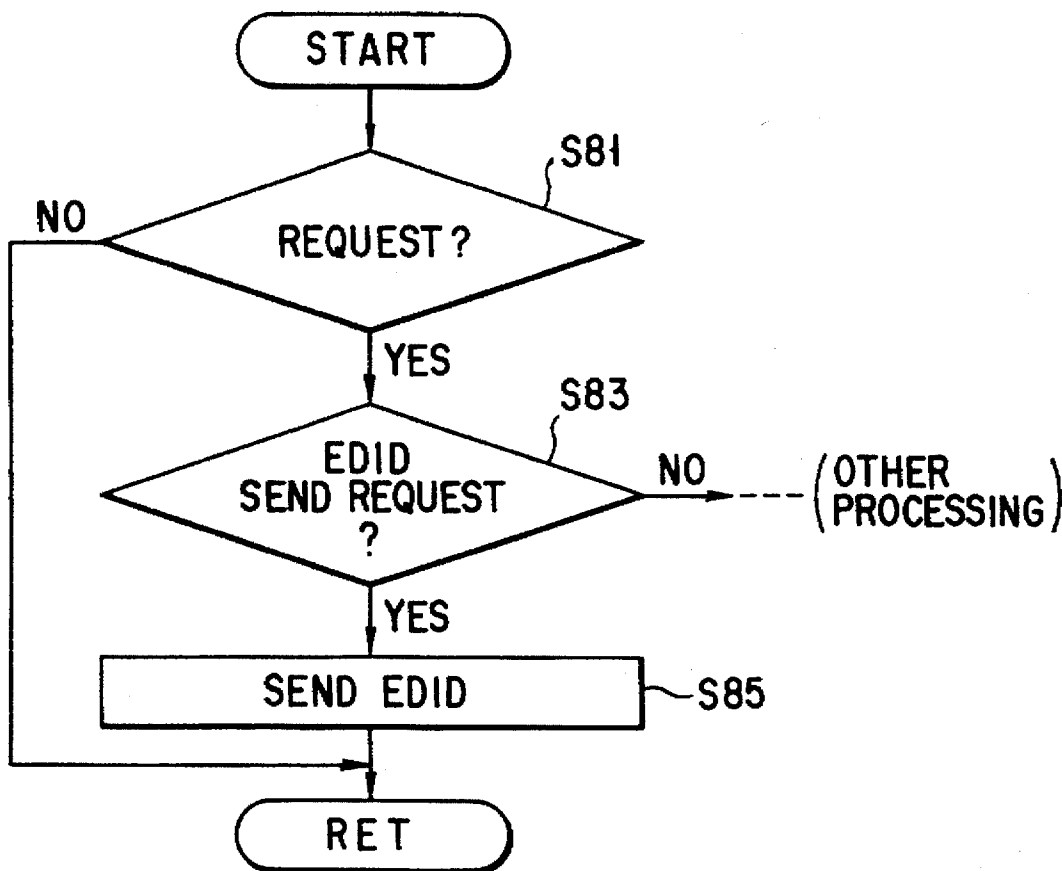 START
S81
NO
REQUEST?
YES
S83
EDID
SEND REQUEST
?
NO
(OTHER
PROCESSING)
YES
SEND EDID
S85
RET